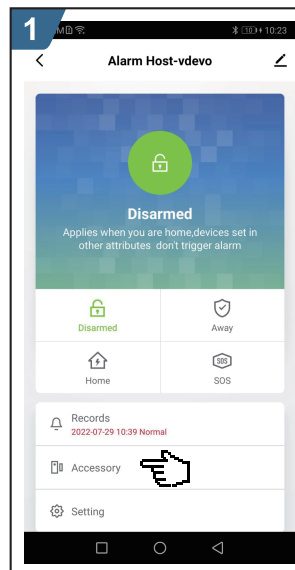 1
10:23
Alarm Host-vdevo
Disarmed
Applies when you are home,devices set in
other attributes don't trigger alarm
Disarmed
Away
Home
SOS
SOS
Records
2022-07-29 10:39 Normal
Accessory
Setting